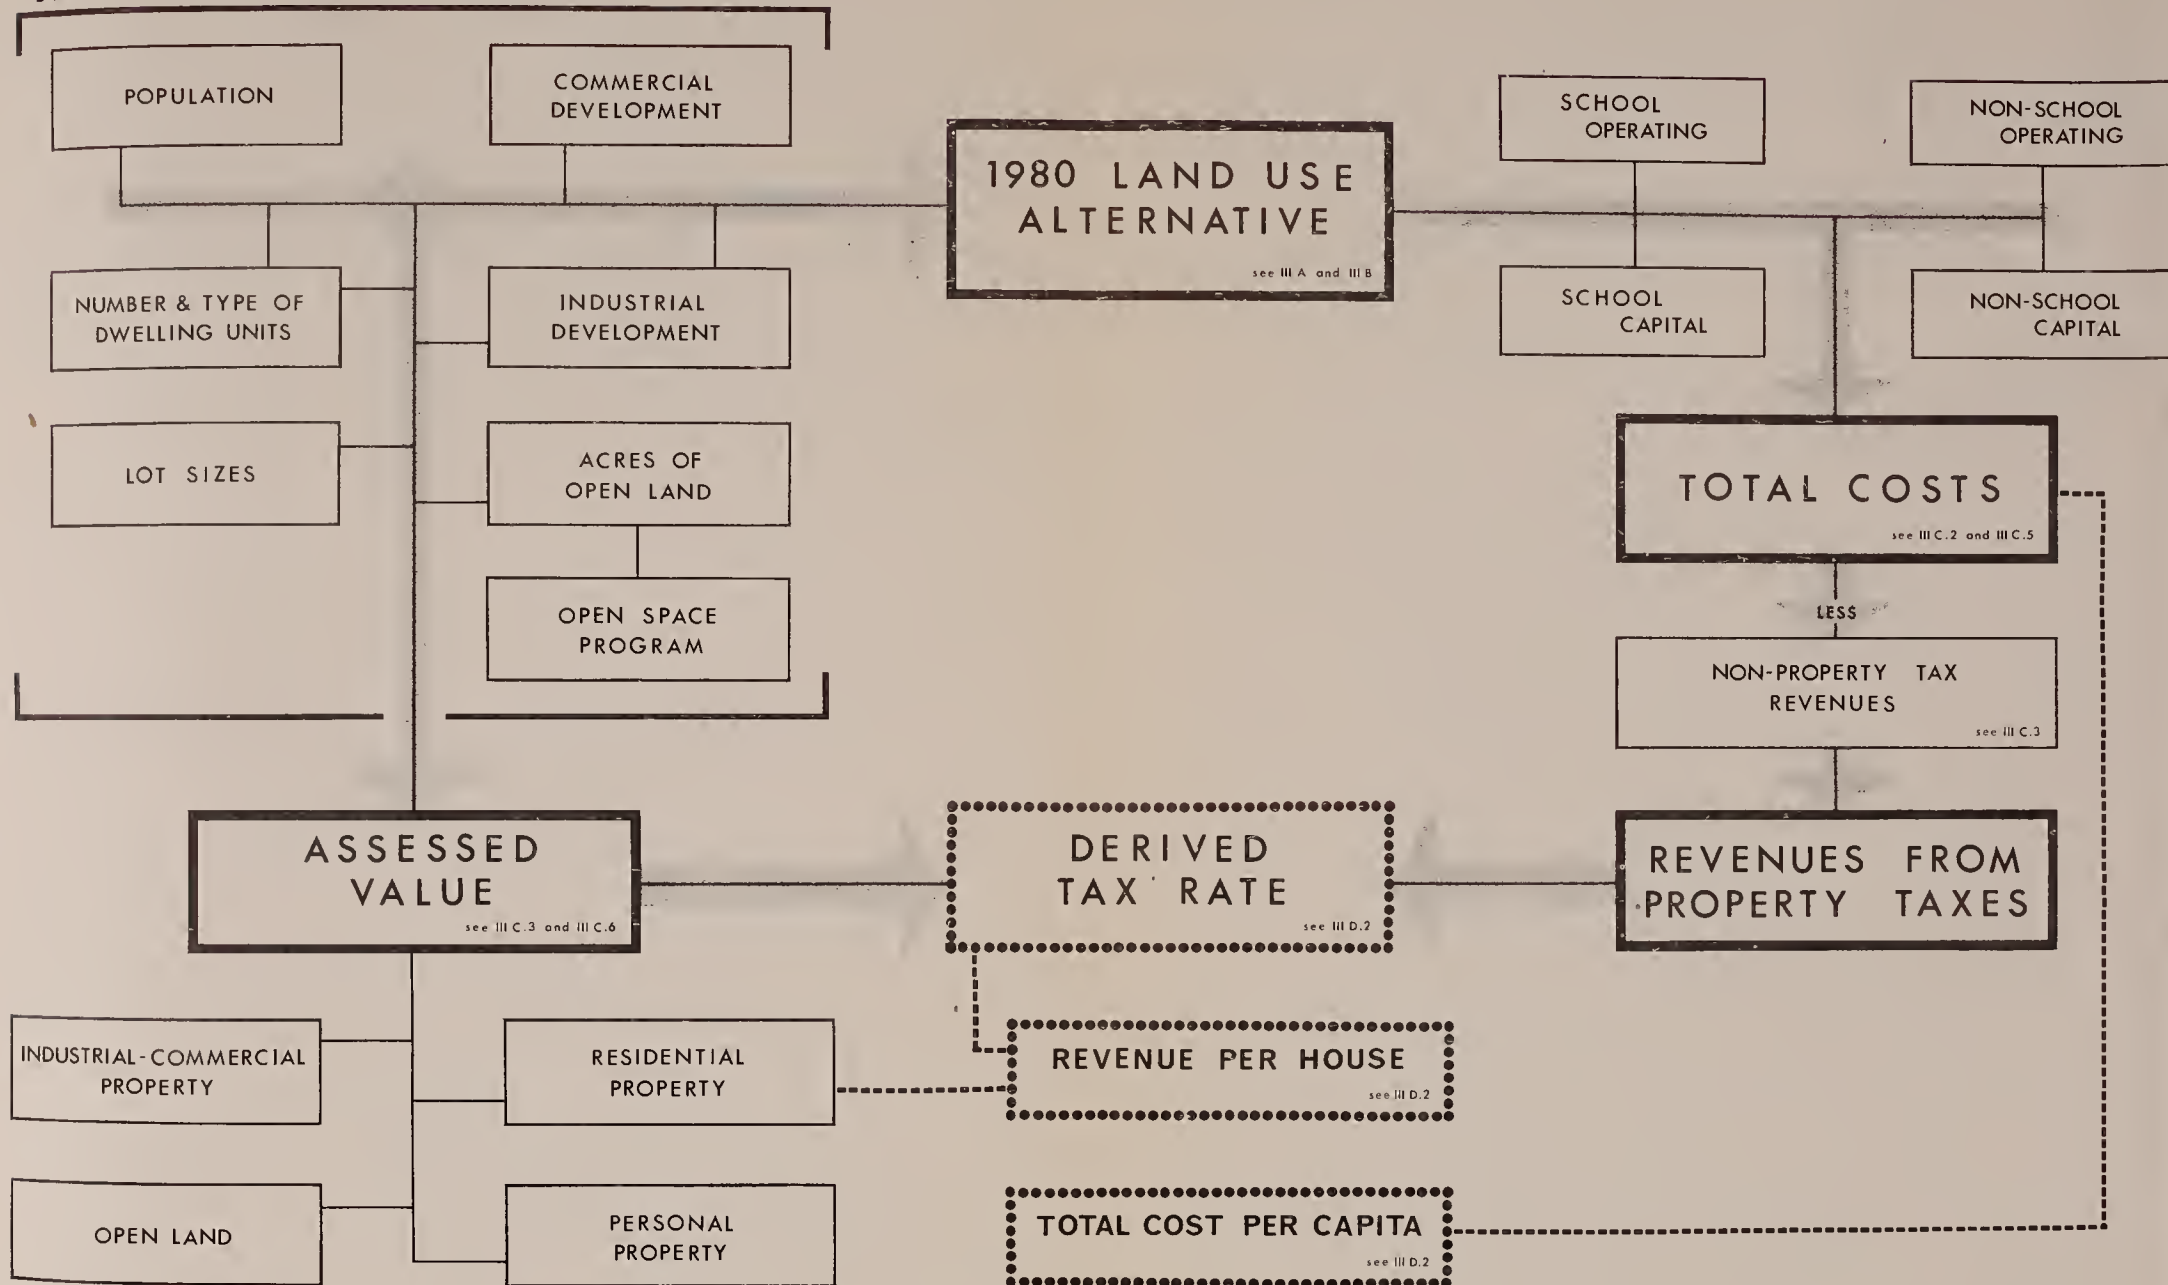 POPULATION
COMMERCIAL
DEVELOPMENT
1980 LAND USE
ALTERNATIVE
see III A and III B
SCHOOL
OPERATING
NON-SCHOOL
OPERATING
NUMBER & TYPE OF
DWELLING UNITS
INDUSTRIAL
DEVELOPMENT
SCHOOL
CAPITAL
NON-SCHOOL
CAPITAL
LOT SIZES
ACRES OF
OPEN LAND
TOTAL COSTS
see III C.2 and III C.5
OPEN SPACE
PROGRAM
LESS
NON-PROPERTY TAX
REVENUES
see III C.3
ASSESSED
VALUE
see III C.3 and III C.6
DERIVED
TAX RATE
see III D.2
REVENUES FROM
PROPERTY TAXES
INDUSTRIAL-COMMERCIAL
PROPERTY
RESIDENTIAL
PROPERTY
REVENUE PER HOUSE
see III D.2
OPEN LAND
PERSONAL
PROPERTY
TOTAL COST PER CAPITA
see III D.2